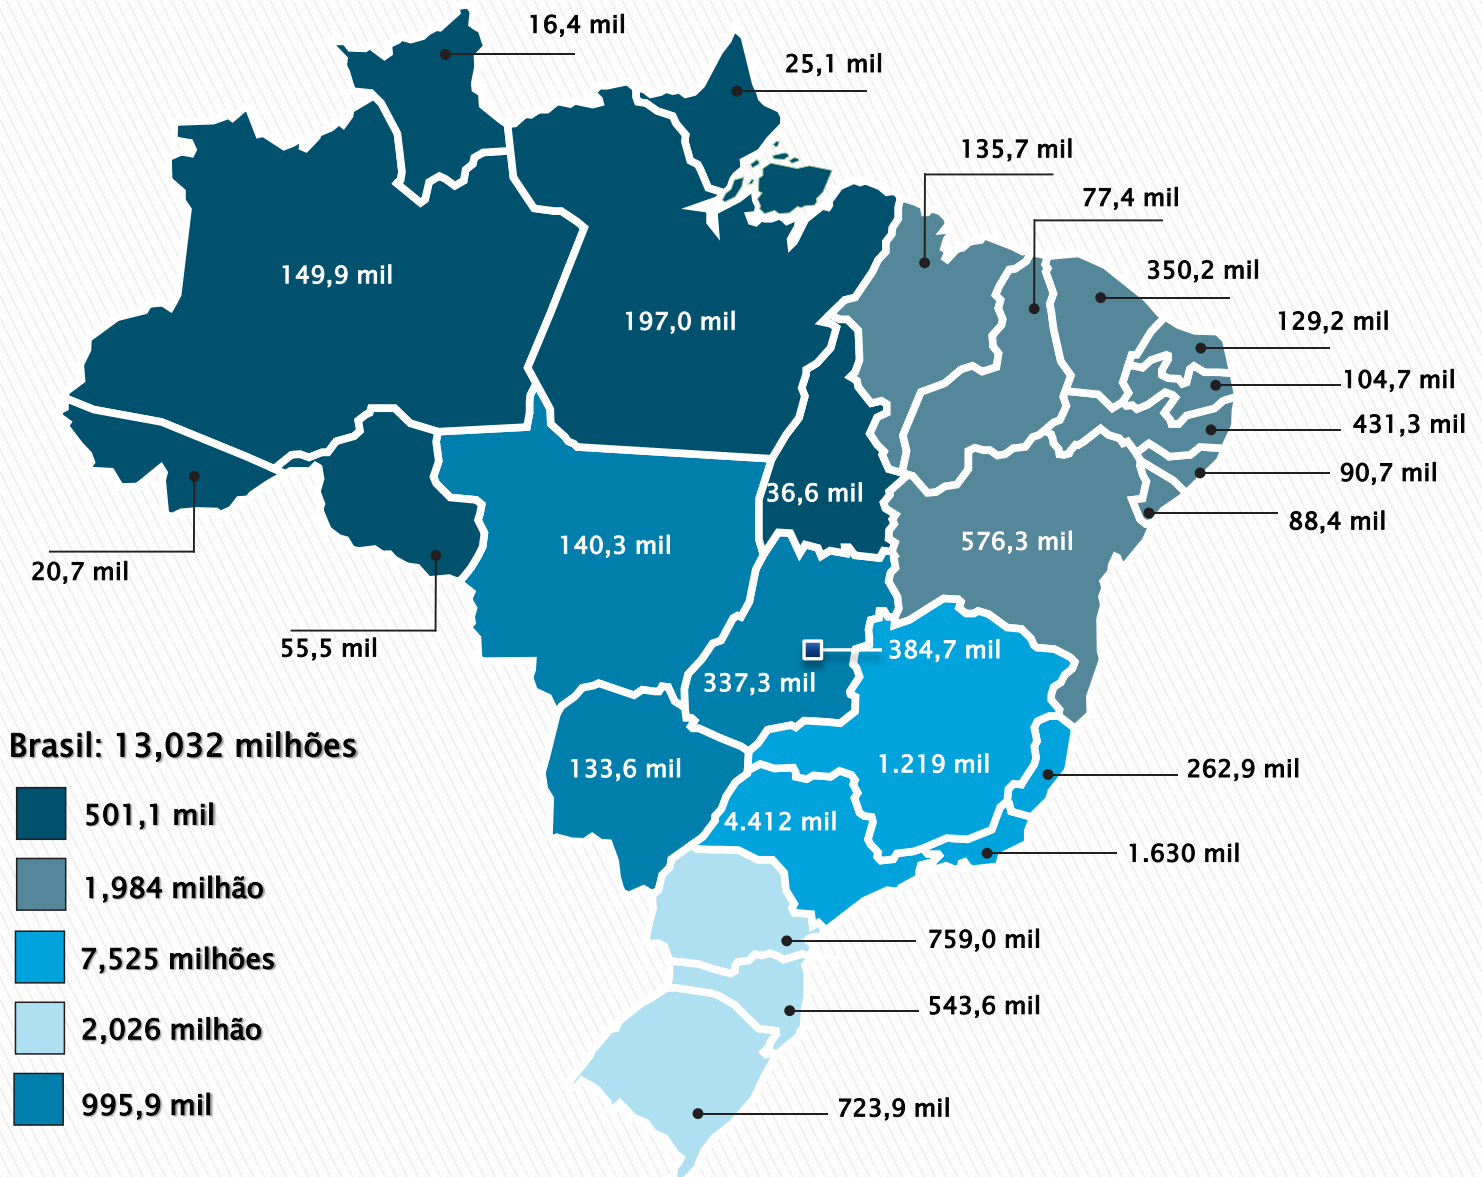 16,4 mil
25,1 mil
135,7 mil
77,4 mil
149,9 mil
350,2 mil
197,0 mil
129,2 mil
104,7 mil
431,3 mil
90,7 mil
36,6 mil
88,4 mil
140,3 mil
576,3 mil
20,7 mil
55,5 mil
384,7 mil
337,3 mil
Brasil: 13,032 milhões
133,6 mil
1.219 mil
262,9 mil
501,1 mil
4.412 mil
1.630 mil
1,984 milhão
759,0 mil
7,525 milhões
543,6 mil
2,026 milhão
995,9 mil
723,9 mil